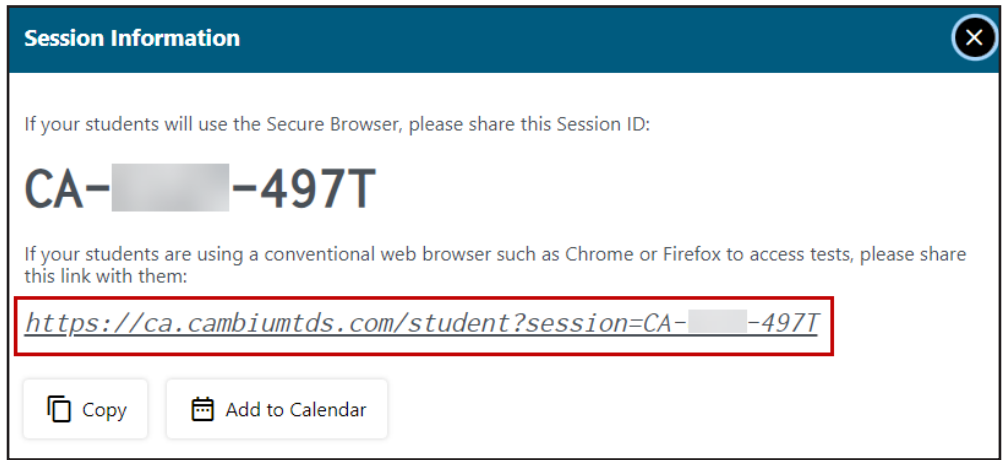 Session Information
If your students will use the Secure Browser, please share this Session ID:
CA- -497T
If your students are using a conventional web browser such as Chrome or Firefox to access tests, please share
this link with them:
https://ca.cambiumtds.com/student?session=CA- -497T
Copy
Add to Calendar